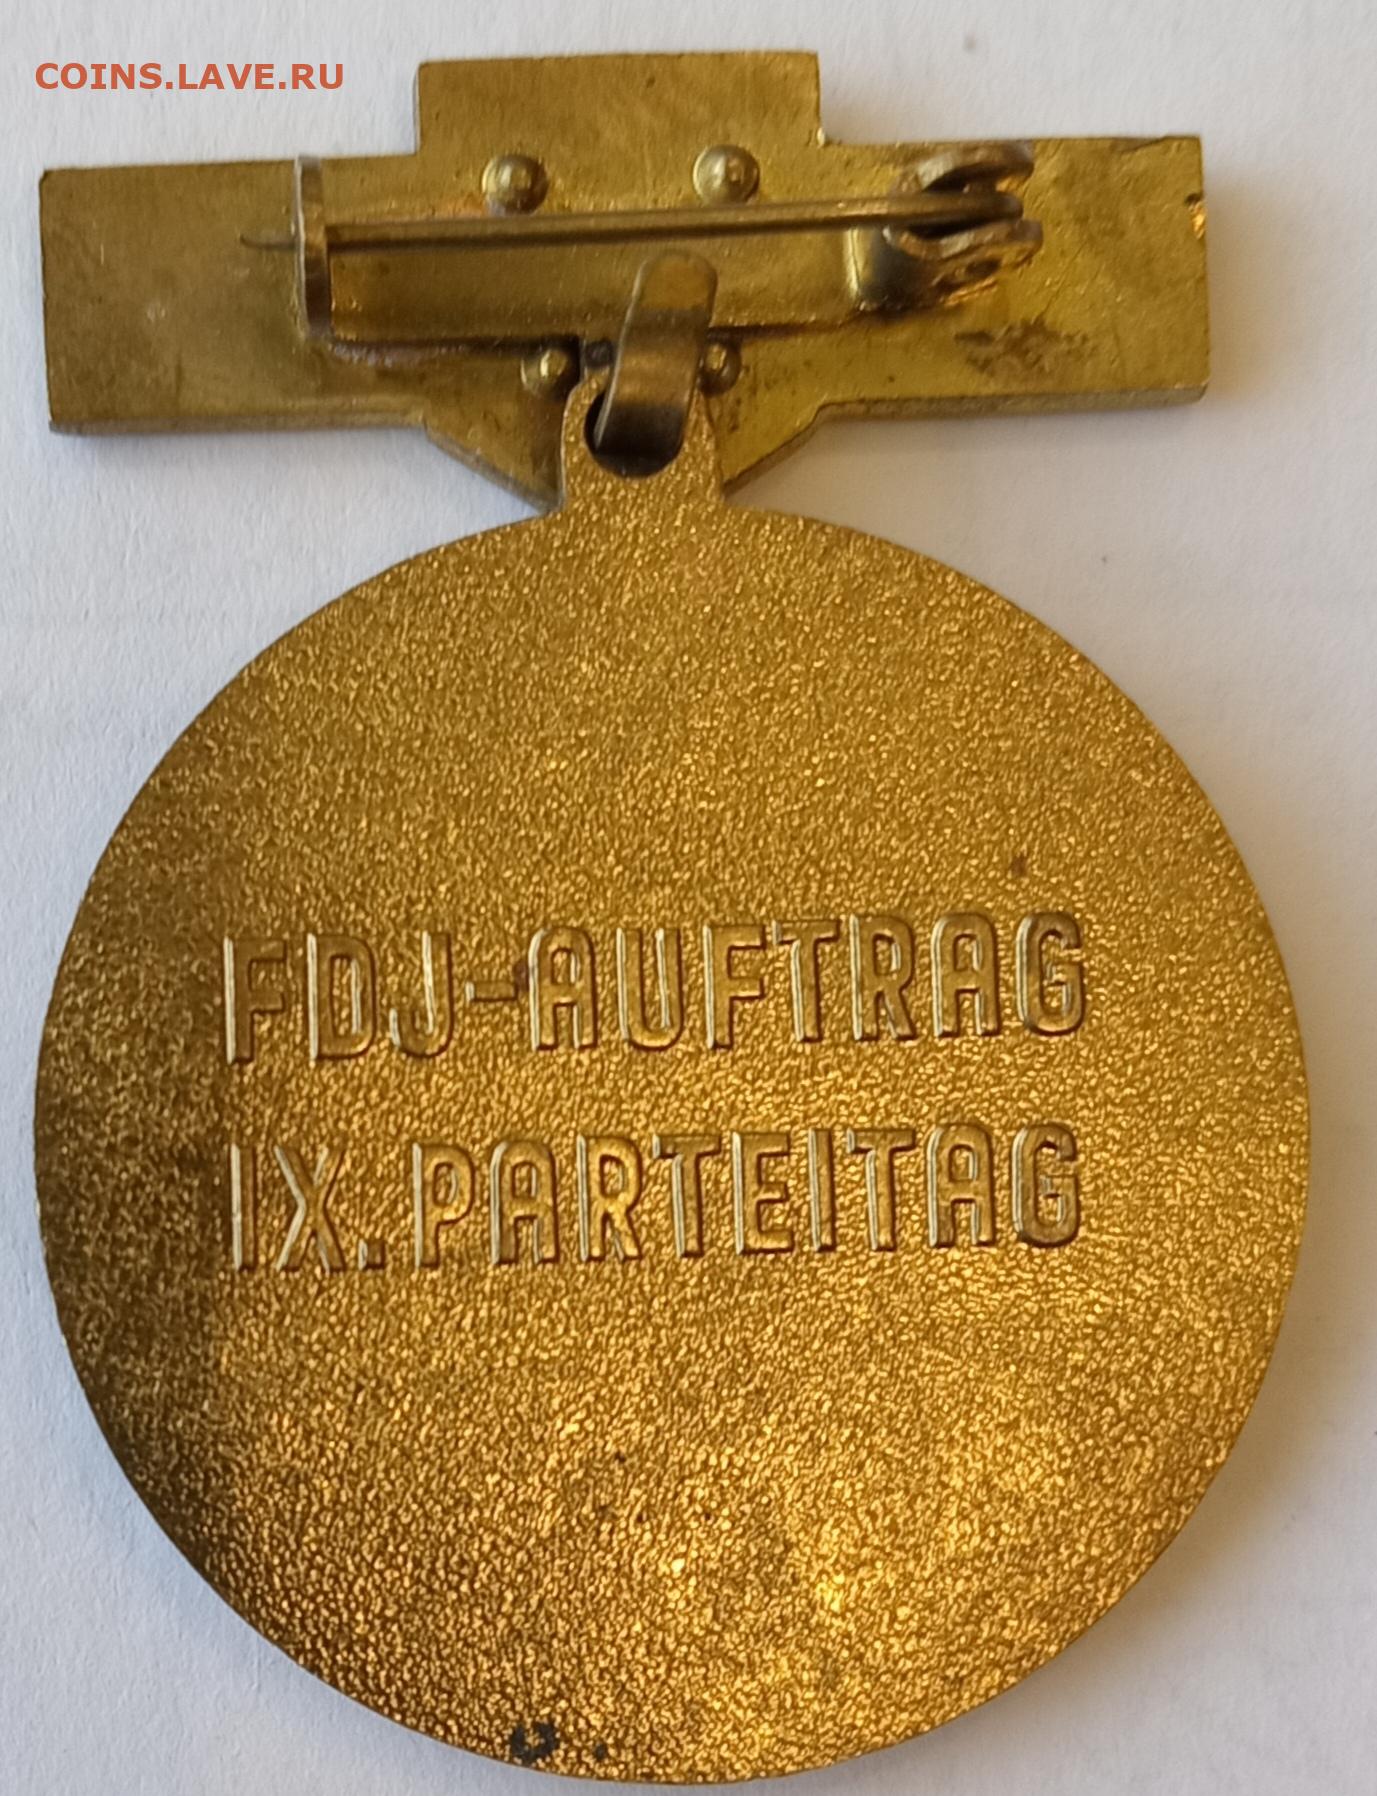 COINS.LAVE.RU
FDJ-AUFTRAG
IX. PARTEITAG